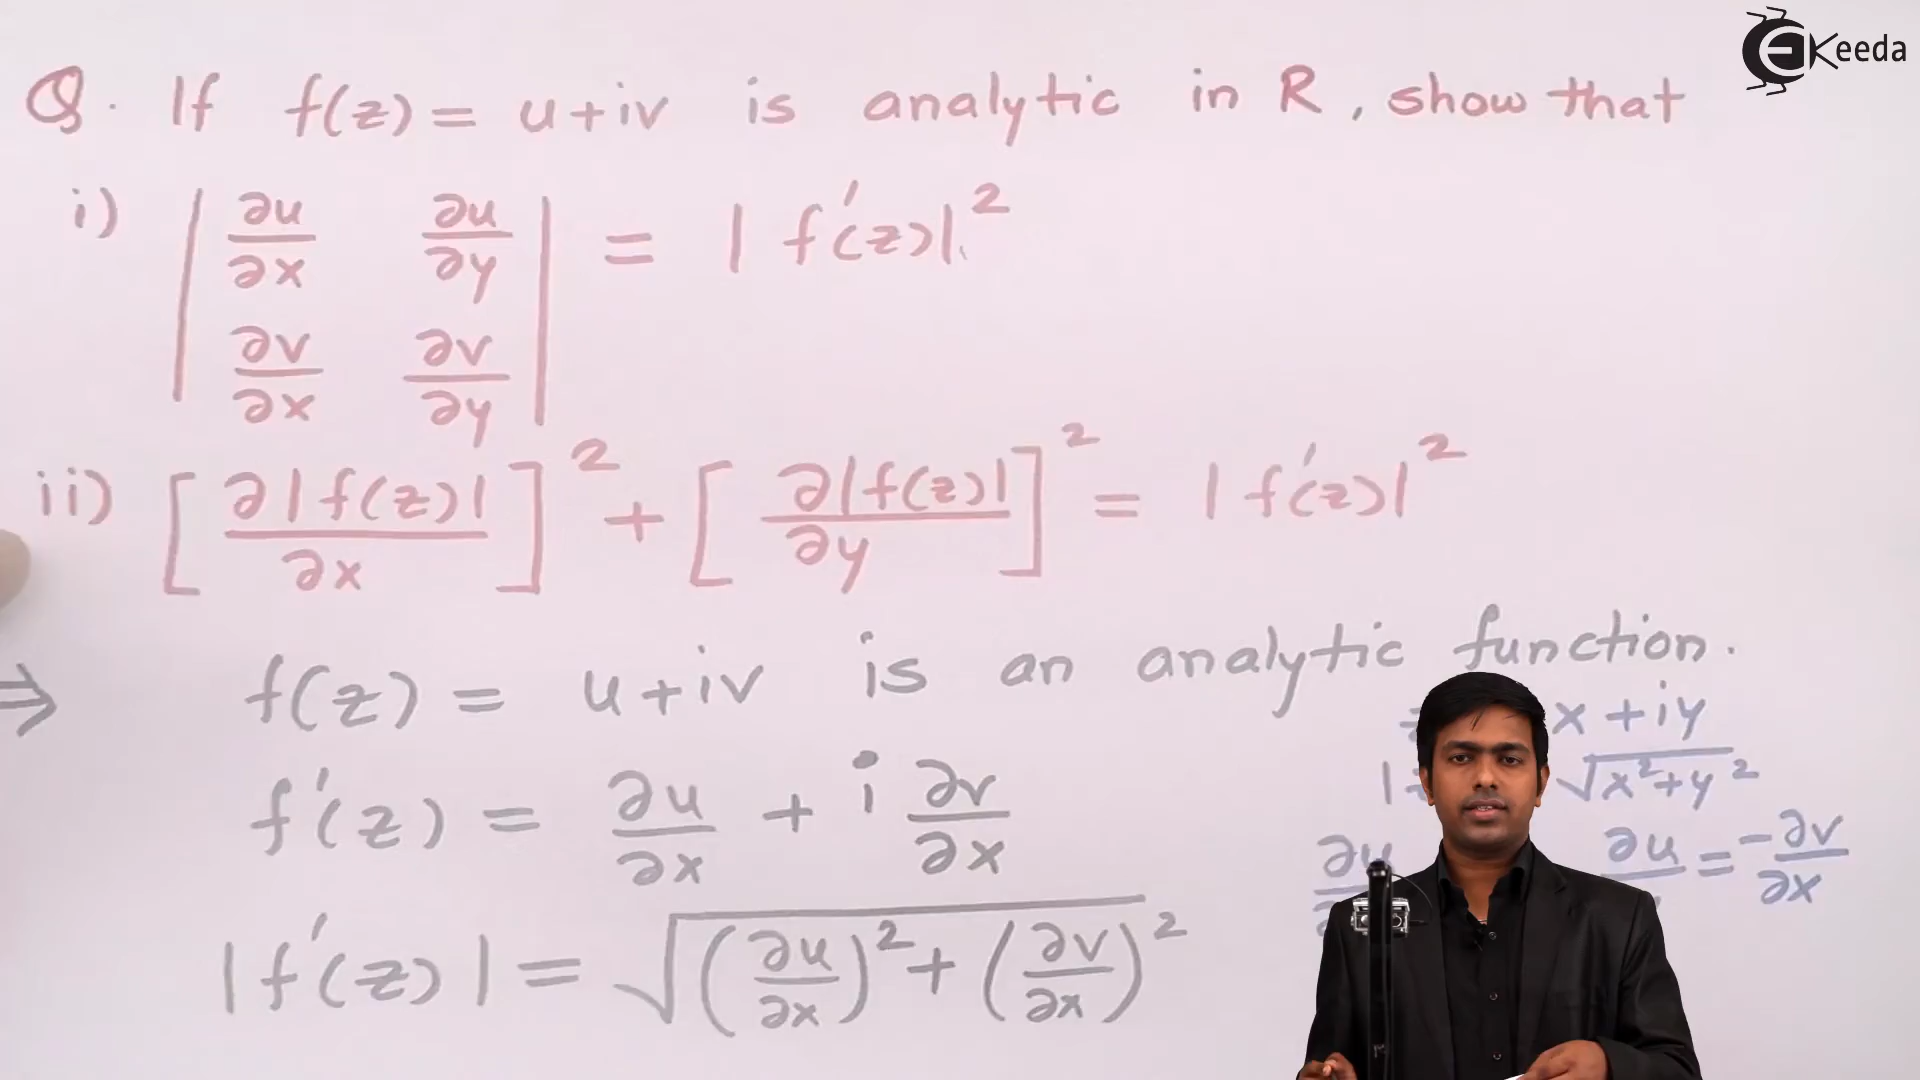 EKeeda
Q. If f(z) = u+iv is analytic in R, show that
i) | ∂u/∂x ∂u/∂y | = | f'(z)|²
| ∂v/∂x ∂v/∂y |
ii) [ ∂|f(z)|/∂x ]² + [ ∂|f(z)|/∂y ]² = | f'(z)|²
⇒ f(z) = u+iv is an analytic function.
x + iy
f'(z) = ∂u/∂x + i ∂v/∂x
√x²+y²
∂u ∂u = -∂v/∂x
|f'(z)| = √(∂u/∂x)² + (∂v/∂x)²